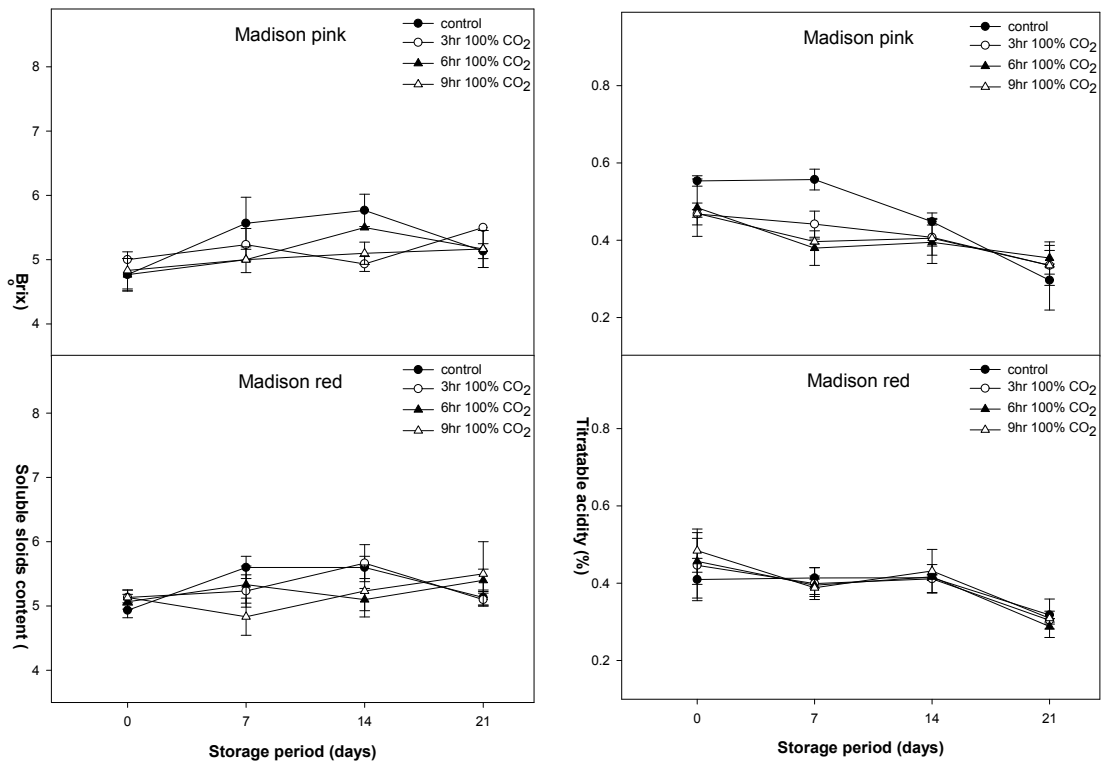 Madison pink
control
3hr 100% CO2
6hr 100% CO2
9hr 100% CO2
8
7
6
5
4
Madison red
control
3hr 100% CO2
6hr 100% CO2
9hr 100% CO2
8
7
6
5
4
0 7 14 21
Storage period (days)
Soluble sloids content (
oBrix)
Madison pink
control
3hr 100% CO2
6hr 100% CO2
9hr 100% CO2
0.8
0.6
0.4
0.2
Madison red
control
3hr 100% CO2
6hr 100% CO2
9hr 100% CO2
0.8
0.6
0.4
0.2
0 7 14 21
Storage period (days)
Titratable acidity (%)